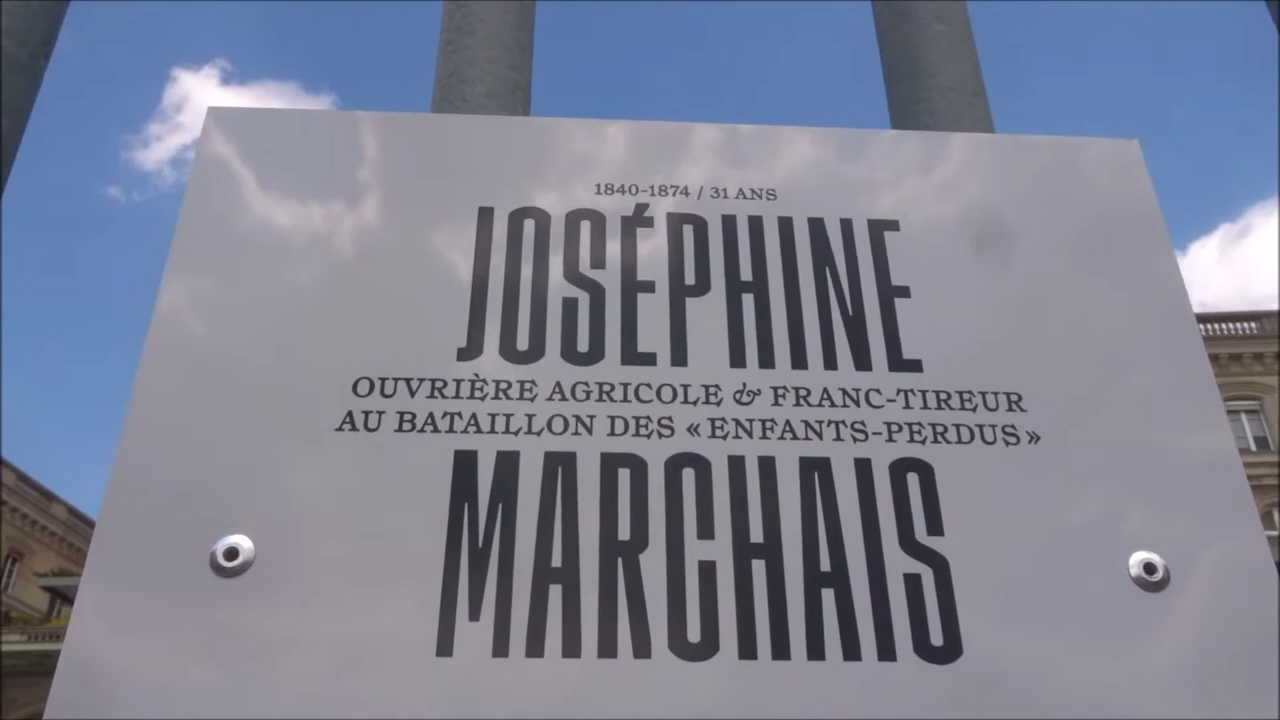 1840-1874 / 31 ANS
JOSÉPHINE
OUVRIÈRE AGRICOLE & FRANC-TIREUR
AU BATAILLON DES «ENFANTS-PERDUS»
MARCHAIS